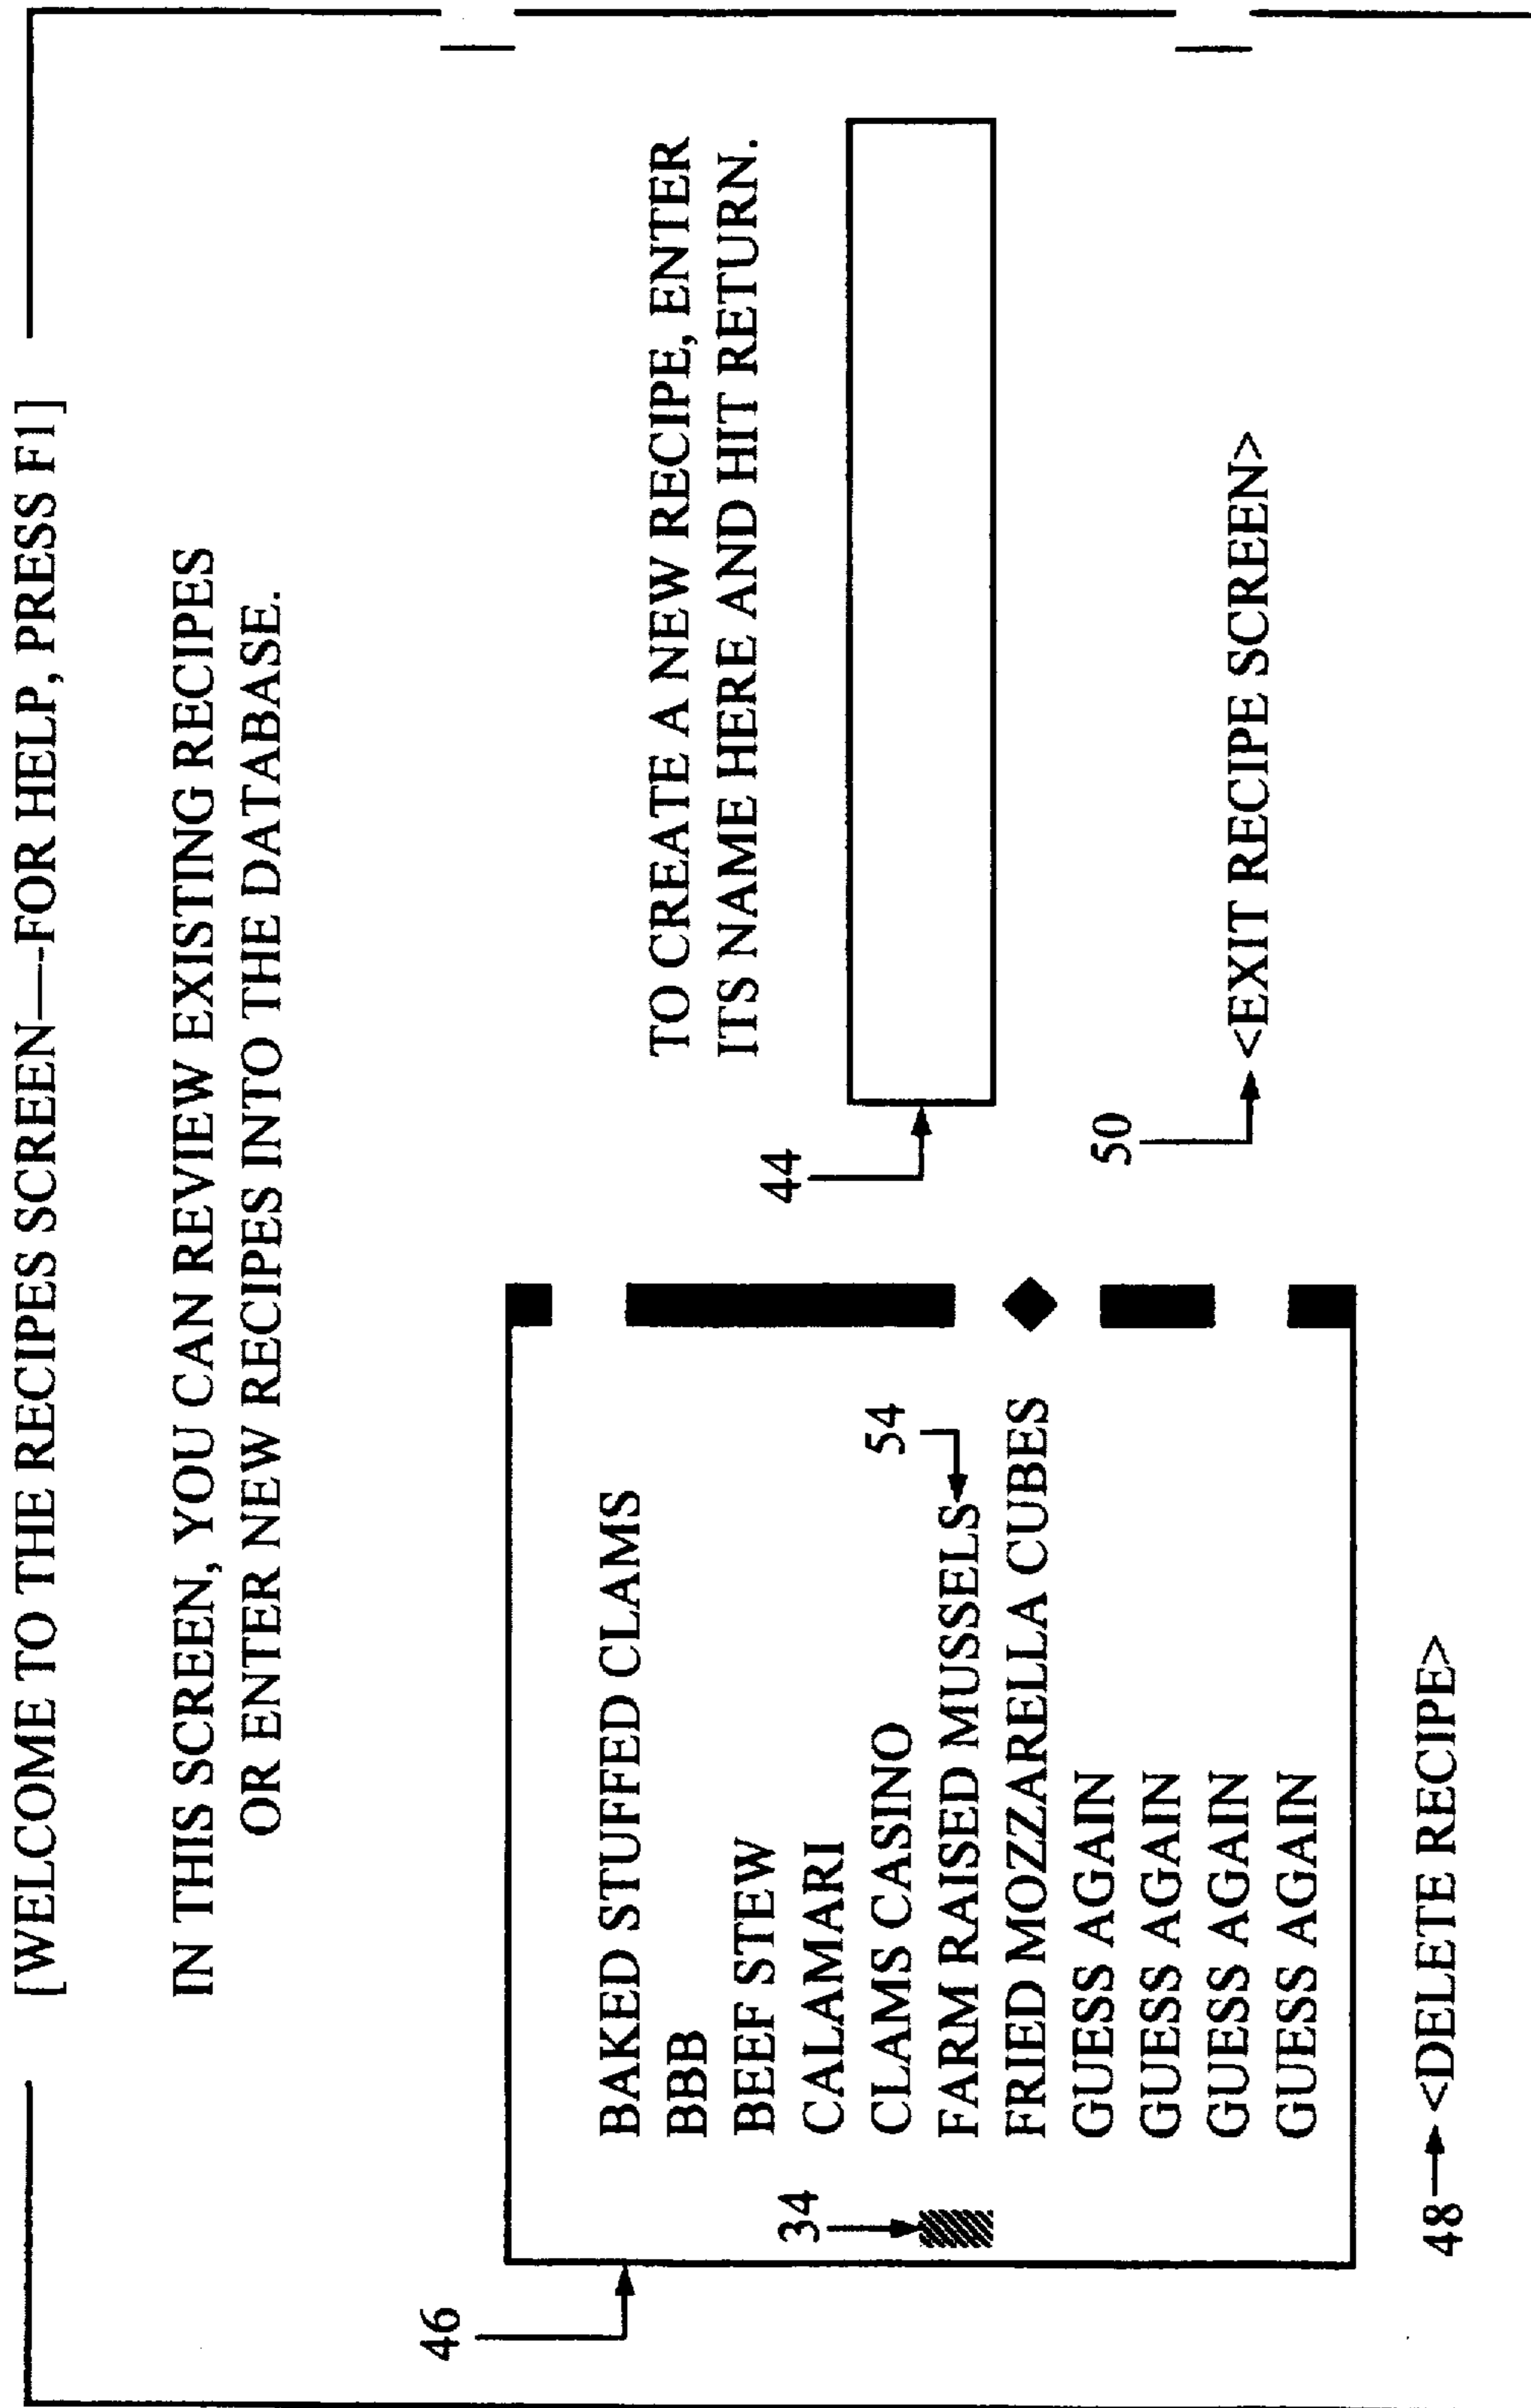 [WELCOME TO THE RECIPES SCREEN—FOR HELP, PRESS F1]
IN THIS SCREEN, YOU CAN REVIEW EXISTING RECIPES
OR ENTER NEW RECIPES INTO THE DATABASE.
46
BAKED STUFFED CLAMS
BBB
BEEF STEW
34
CALAMARI
CLAMS CASINO
54
FARM RAISED MUSSELS
FRIED MOZZARELLA CUBES
GUESS AGAIN
GUESS AGAIN
GUESS AGAIN
GUESS AGAIN
48
<DELETE RECIPE>
TO CREATE A NEW RECIPE, ENTER
ITS NAME HERE AND HIT RETURN.
44
50
<EXIT RECIPE SCREEN>